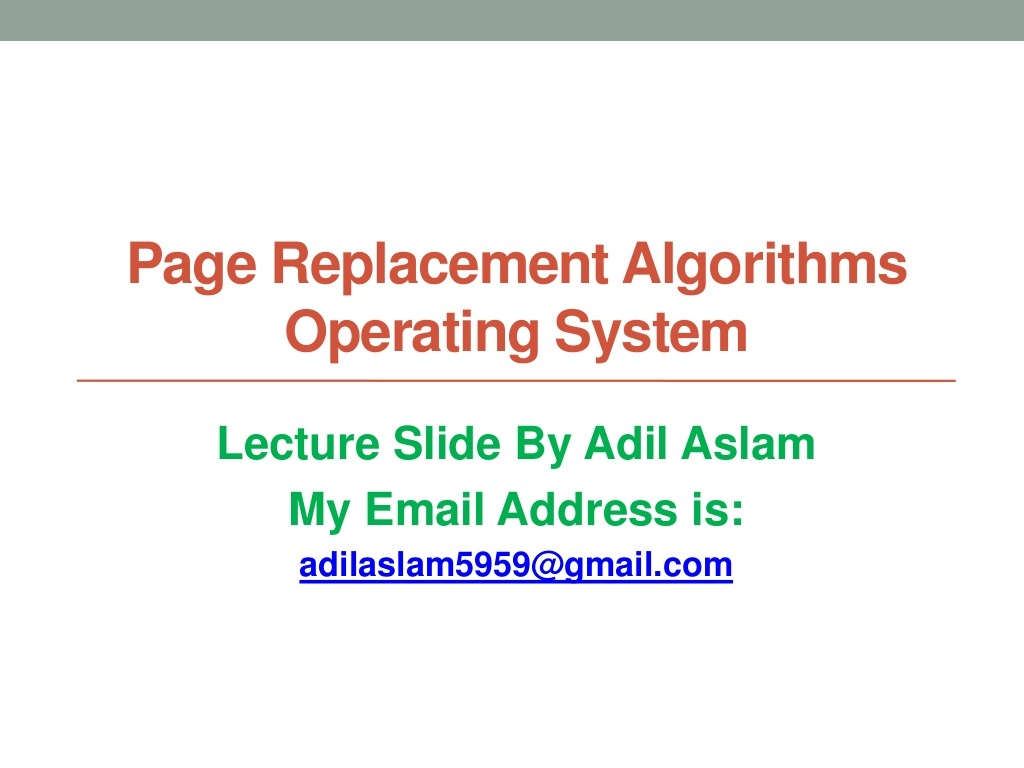 Page Replacement Algorithms
Operating System
Lecture Slide By Adil Aslam
My Email Address is:
adilaslam5959@gmail.com